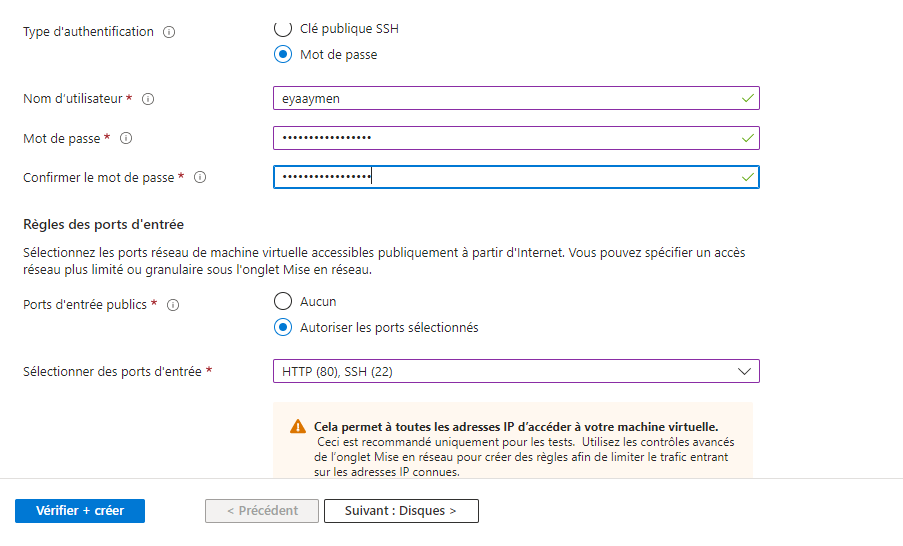 Type d'authentification
Clé publique SSH
Mot de passe
Nom d'utilisateur *
eyaaymen
Mot de passe *
•••••••••••••••••
Confirmer le mot de passe *
•••••••••••••••••
Règles des ports d'entrée
Sélectionnez les ports réseau de machine virtuelle accessibles publiquement à partir d'Internet. Vous pouvez spécifier un accès
réseau plus limité ou granulaire sous l'onglet Mise en réseau.
Ports d'entrée publics *
Aucun
Autoriser les ports sélectionnés
Sélectionner des ports d'entrée *
HTTP (80), SSH (22)
Cela permet à toutes les adresses IP d’accéder à votre machine virtuelle.
Ceci est recommandé uniquement pour les tests. Utilisez les contrôles avancés
de l’onglet Mise en réseau pour créer des règles afin de limiter le trafic entrant
sur les adresses IP connues.
Vérifier + créer
< Précédent
Suivant : Disques >